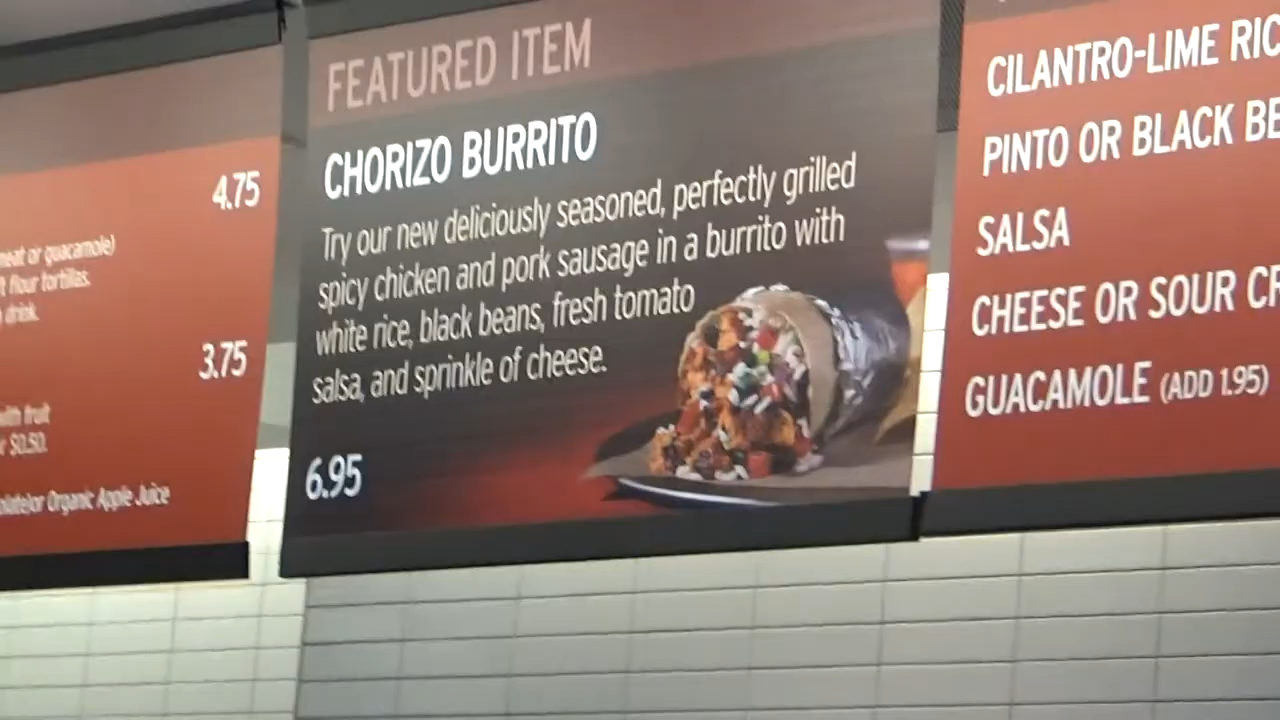 4.75
meat or guacamole)
flour tortillas.
drink.
3.75
with fruit
$0.50.
or Organic Apple Juice
FEATURED ITEM
CHORIZO BURRITO
Try our new deliciously seasoned, perfectly grilled
spicy chicken and pork sausage in a burrito with
white rice, black beans, fresh tomato
salsa, and sprinkle of cheese.
6.95
CILANTRO-LIME RIC
PINTO OR BLACK BE
SALSA
CHEESE OR SOUR CR
GUACAMOLE (ADD 1.95)